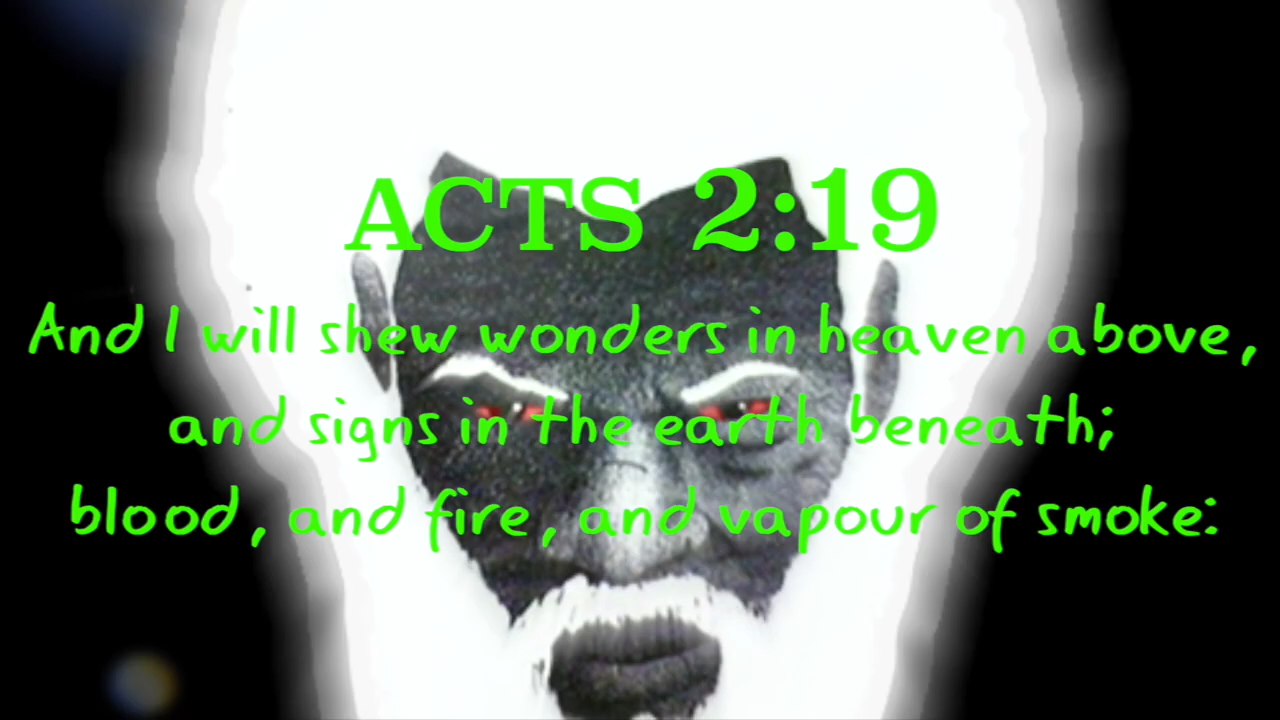 ACTS 2:19
And I will shew wonders in heaven above,
and signs in the earth beneath;
blood, and fire, and vapour of smoke: